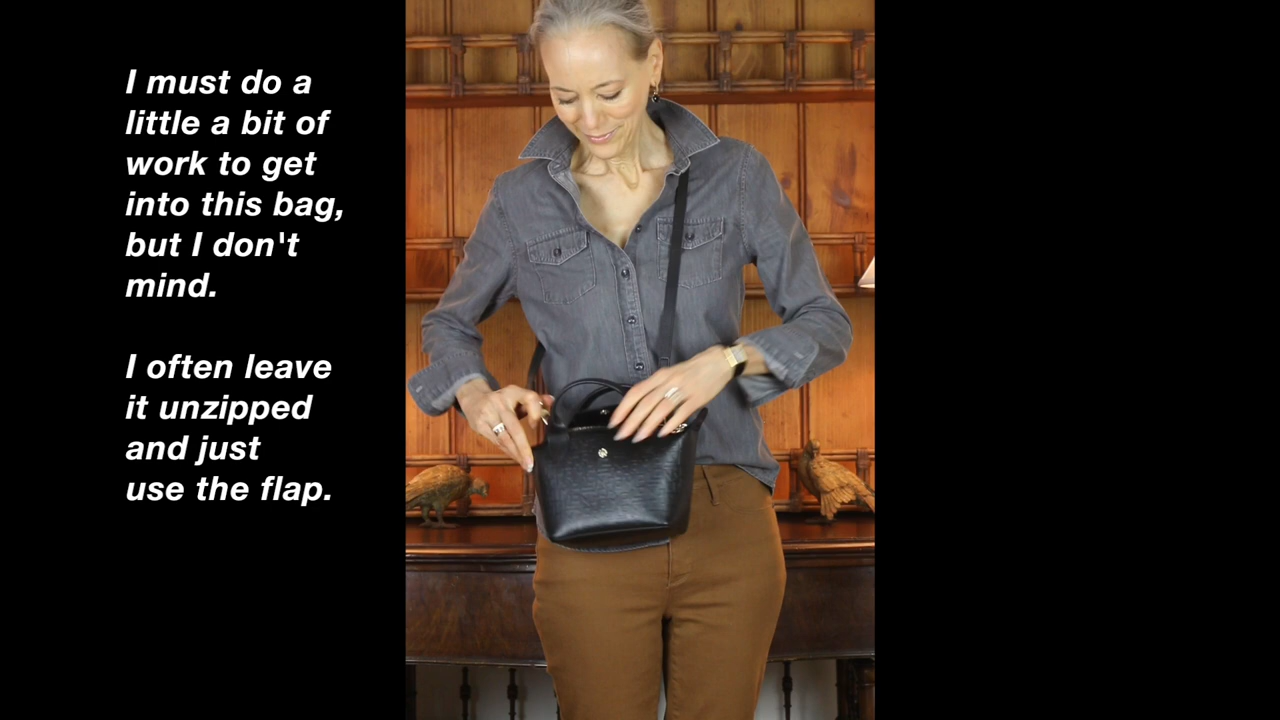 I must do a
little a bit of
work to get
into this bag,
but I don't
mind.
I often leave
it unzipped
and just
use the flap.